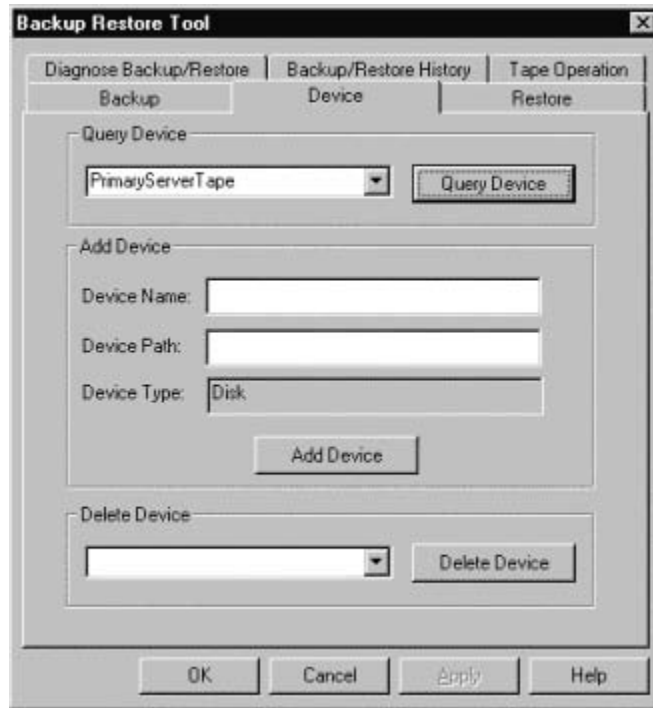 Backup Restore Tool
Diagnose Backup/Restore Backup/Restore History Tape Operation
Backup Device Restore
Query Device
PrimaryServerTape Query Device
Add Device
Device Name:
Device Path:
Device Type: Disk
Add Device
Delete Device
Delete Device
OK Cancel Apply Help